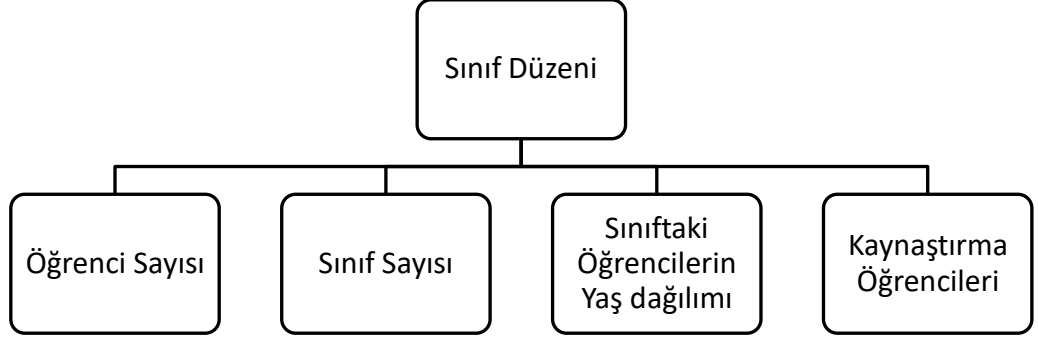 Sınıf Düzeni
Öğrenci Sayısı
Sınıf Sayısı
Sınıftaki
Öğrencilerin
Yaş dağılımı
Kaynaştırma
Öğrencileri